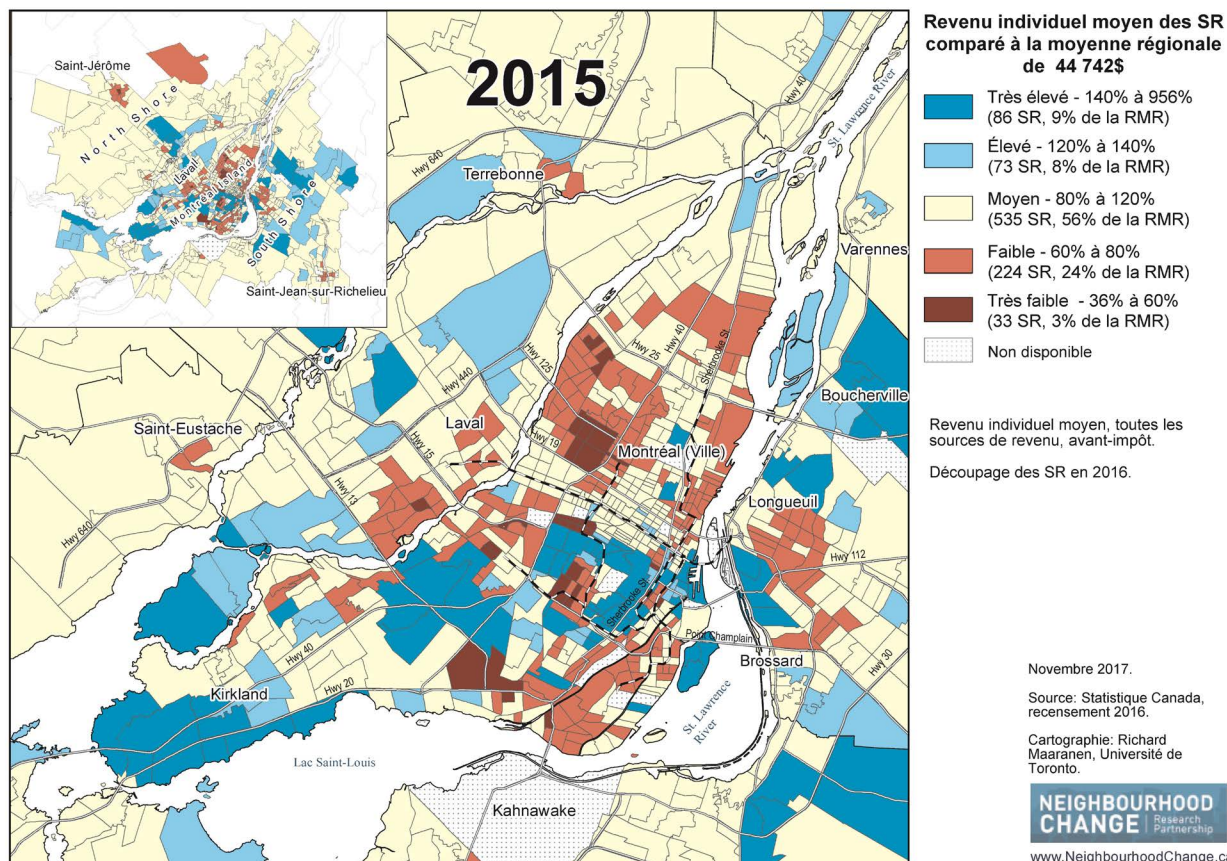 2015
Saint-Jérôme
North Shore
Laval
Montréal Island
South Shore
Saint-Jean-sur-Richelieu
Hwy 40
St. Lawrence River
Hwy 640
Terrebonne
Varennes
Hwy 25
Hwy 40
Sherbrooke St.
Hwy 125
Hwy 440
Boucherville
Saint-Eustache
Laval
Hwy 19
Hwy 15
Montréal (Ville)
Longueuil
Hwy 13
Hwy 640
Hwy 112
Sherbrooke St.
Point Champlain
Hwy 40
Brossard
Hwy 30
Kirkland
Hwy 20
St. Lawrence
River
Lac Saint-Louis
Kahnawake
Revenu individuel moyen des SR
comparé à la moyenne régionale
de 44 742$
Très élevé - 140% à 956%
(86 SR, 9% de la RMR)
Élevé - 120% à 140%
(73 SR, 8% de la RMR)
Moyen - 80% à 120%
(535 SR, 56% de la RMR)
Faible - 60% à 80%
(224 SR, 24% de la RMR)
Très faible - 36% à 60%
(33 SR, 3% de la RMR)
Non disponible
Revenu individuel moyen, toutes les
sources de revenu, avant-impôt.
Découpage des SR en 2016.
Novembre 2017.
Source: Statistique Canada,
recensement 2016.
Cartographie: Richard
Maaranen, Université de
Toronto.
NEIGHBOURHOOD
CHANGE Research
Partnership
www.NeighbourhoodChange.c